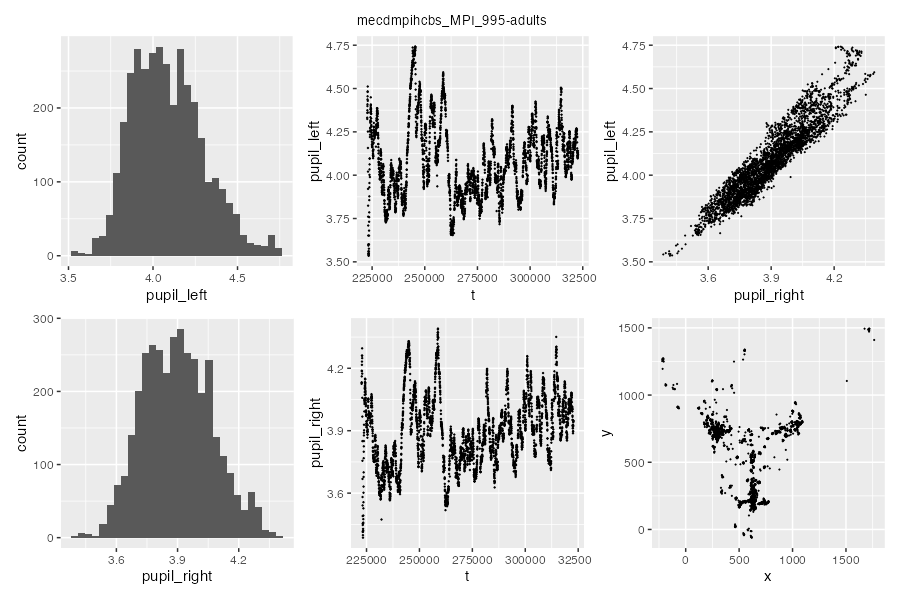 mecdmpihcbs_MPI_995-adults
count
200
100
0
3.5 4.0 4.5
pupil_left
pupil_left
4.75
4.50
4.25
4.00
3.75
3.50
225000 250000 275000 300000 325000
t
pupil_left
4.75
4.50
4.25
4.00
3.75
3.50
3.6 3.9 4.2
pupil_right
count
300
200
100
0
3.6 3.9 4.2
pupil_right
pupil_right
4.2
3.9
3.6
225000 250000 275000 300000 325000
t
y
1500
1000
500
0
0 500 1000 1500
x